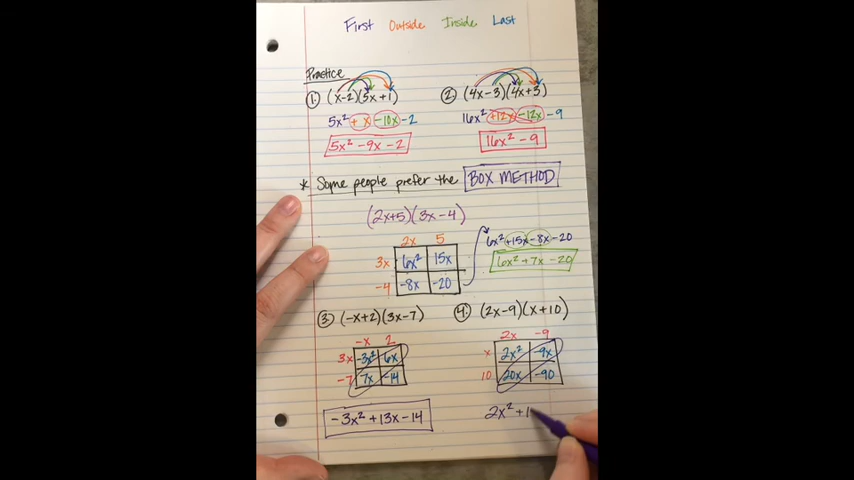 First Outside Inside Last
Practice
1. (x-2)(5x+1)
5x² + x -10x -2
5x² -9x -2
2. (4x-3)(4x+3)
16x² +12x -12x -9
16x² -9
* Some people prefer the BOX METHOD
(2x+5)(3x-4)
2x 5
3x 6x² 15x
-4 -8x -20
6x² +15x -8x -20
6x² +7x -20
3. (-x+2)(3x-7)
-x 2
3x -3x² 6x
-7 7x -14
-3x² +13x -14
4. (2x-9)(x+10)
2x -9
x 2x² -9x
10 20x -90
2x² +1